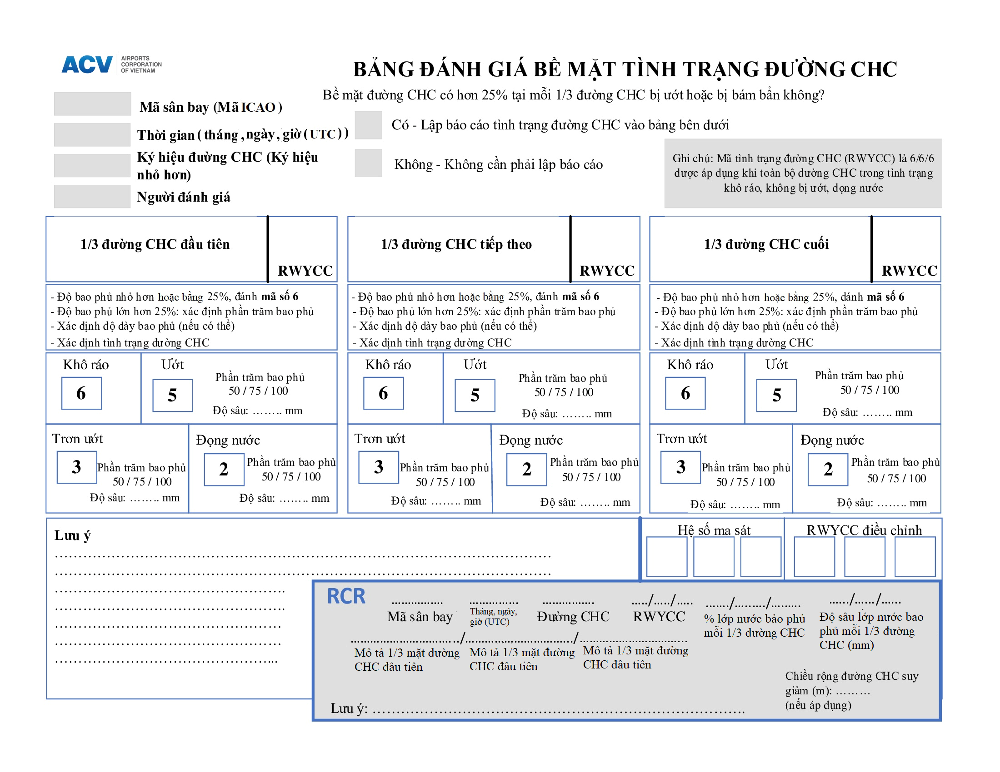 ACV
AIRPORTS
CORPORATION
OF VIETNAM
BẢNG ĐÁNH GIÁ BỀ MẶT TÌNH TRẠNG ĐƯỜNG CHC
Bề mặt đường CHC có hơn 25% tại mỗi 1/3 đường CHC bị ướt hoặc bị bám bẩn không?
Mã sân bay (Mã ICAO)
Thời gian (tháng, ngày, giờ (UTC))
Ký hiệu đường CHC (Ký hiệu
nhỏ hơn)
Người đánh giá
Có - Lập báo cáo tình trạng đường CHC vào bảng bên dưới
Không - Không cần phải lập báo cáo
Ghi chú: Mã tình trạng đường CHC (RWYCC) là 6/6/6
được áp dụng khi toàn bộ đường CHC trong tình trạng
khô ráo, không bị ướt, đọng nước
1/3 đường CHC đầu tiên
RWYCC
- Độ bao phủ nhỏ hơn hoặc bằng 25%, đánh mã số 6
- Độ bao phủ lớn hơn 25%: xác định phần trăm bao phủ
- Xác định độ dày bao phủ (nếu có thể)
- Xác định tình trạng đường CHC
Khô ráo
6
Ướt
5
Phần trăm bao phủ
50 / 75 / 100
Độ sâu: …….. mm
Trơn ướt
3
Phần trăm bao phủ
50 / 75 / 100
Độ sâu: …….. mm
Đọng nước
2
Phần trăm bao phủ
50 / 75 / 100
Độ sâu: …….. mm
1/3 đường CHC tiếp theo
RWYCC
- Độ bao phủ nhỏ hơn hoặc bằng 25%, đánh mã số 6
- Độ bao phủ lớn hơn 25%: xác định phần trăm bao phủ
- Xác định độ dày bao phủ (nếu có thể)
- Xác định tình trạng đường CHC
Khô ráo
6
Ướt
5
Phần trăm bao phủ
50 / 75 / 100
Độ sâu: …….. mm
Trơn ướt
3
Phần trăm bao phủ
50 / 75 / 100
Độ sâu: …….. mm
Đọng nước
2
Phần trăm bao phủ
50 / 75 / 100
Độ sâu: …….. mm
1/3 đường CHC cuối
RWYCC
- Độ bao phủ nhỏ hơn hoặc bằng 25%, đánh mã số 6
- Độ bao phủ lớn hơn 25%: xác định phần trăm bao phủ
- Xác định độ dày bao phủ (nếu có thể)
- Xác định tình trạng đường CHC
Khô ráo
6
Ướt
5
Phần trăm bao phủ
50 / 75 / 100
Độ sâu: …….. mm
Trơn ướt
3
Phần trăm bao phủ
50 / 75 / 100
Độ sâu: …….. mm
Đọng nước
2
Phần trăm bao phủ
50 / 75 / 100
Độ sâu: …….. mm
Lưu ý
Hệ số ma sát
RWYCC điều chỉnh
RCR
Mã sân bay
Tháng, ngày,
giờ (UTC)
Đường CHC
...../...../.....
RWYCC
......./........./.........
% lớp nước bảo phủ
mỗi 1/3 đường CHC
....../....../......
Độ sâu lớp nước bao
phủ mỗi 1/3 đường
CHC (mm)
Mô tả 1/3 mặt đường
CHC đâu tiên
Mô tả 1/3 mặt đường
CHC đâu tiên
Mô tả 1/3 mặt đường
CHC đâu tiên
Chiều rộng đường CHC suy
giảm (m): ………
(nếu áp dụng)
Lưu ý: …………………………………………………………………….